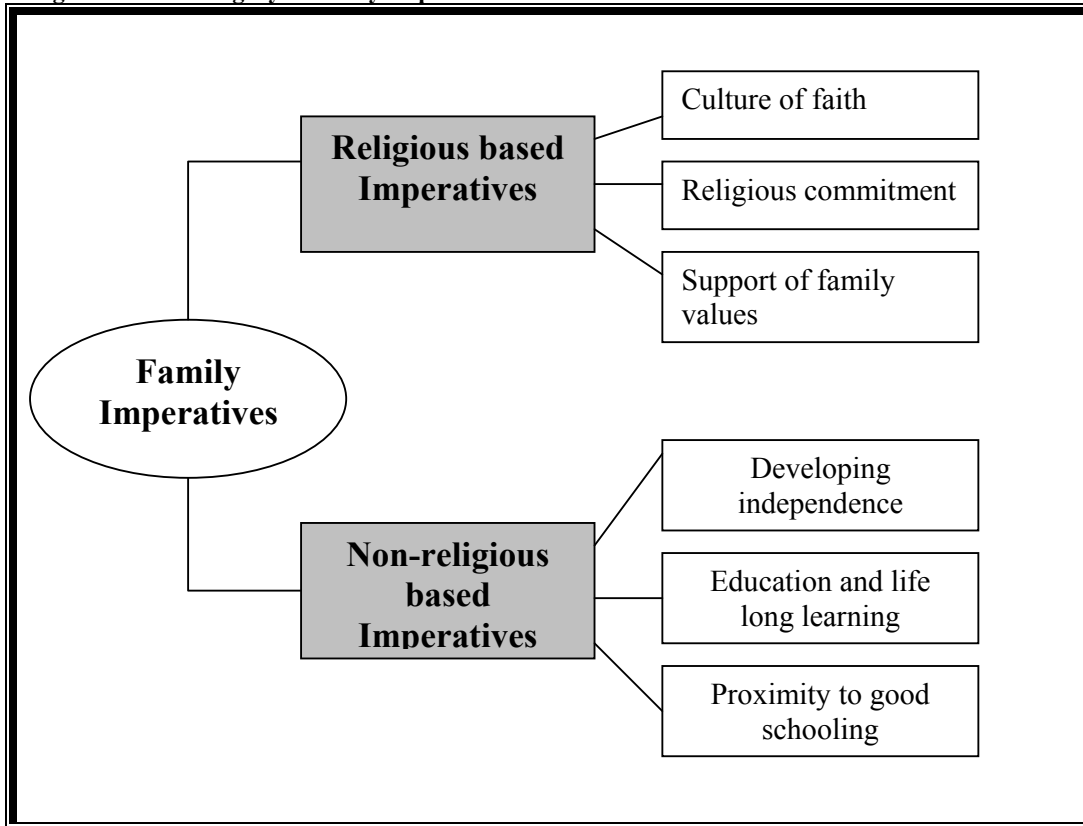 Religious based
Imperatives
Culture of faith
Religious commitment
Support of family
values
Family
Imperatives
Non-religious
based
Imperatives
Developing
independence
Education and life
long learning
Proximity to good
schooling